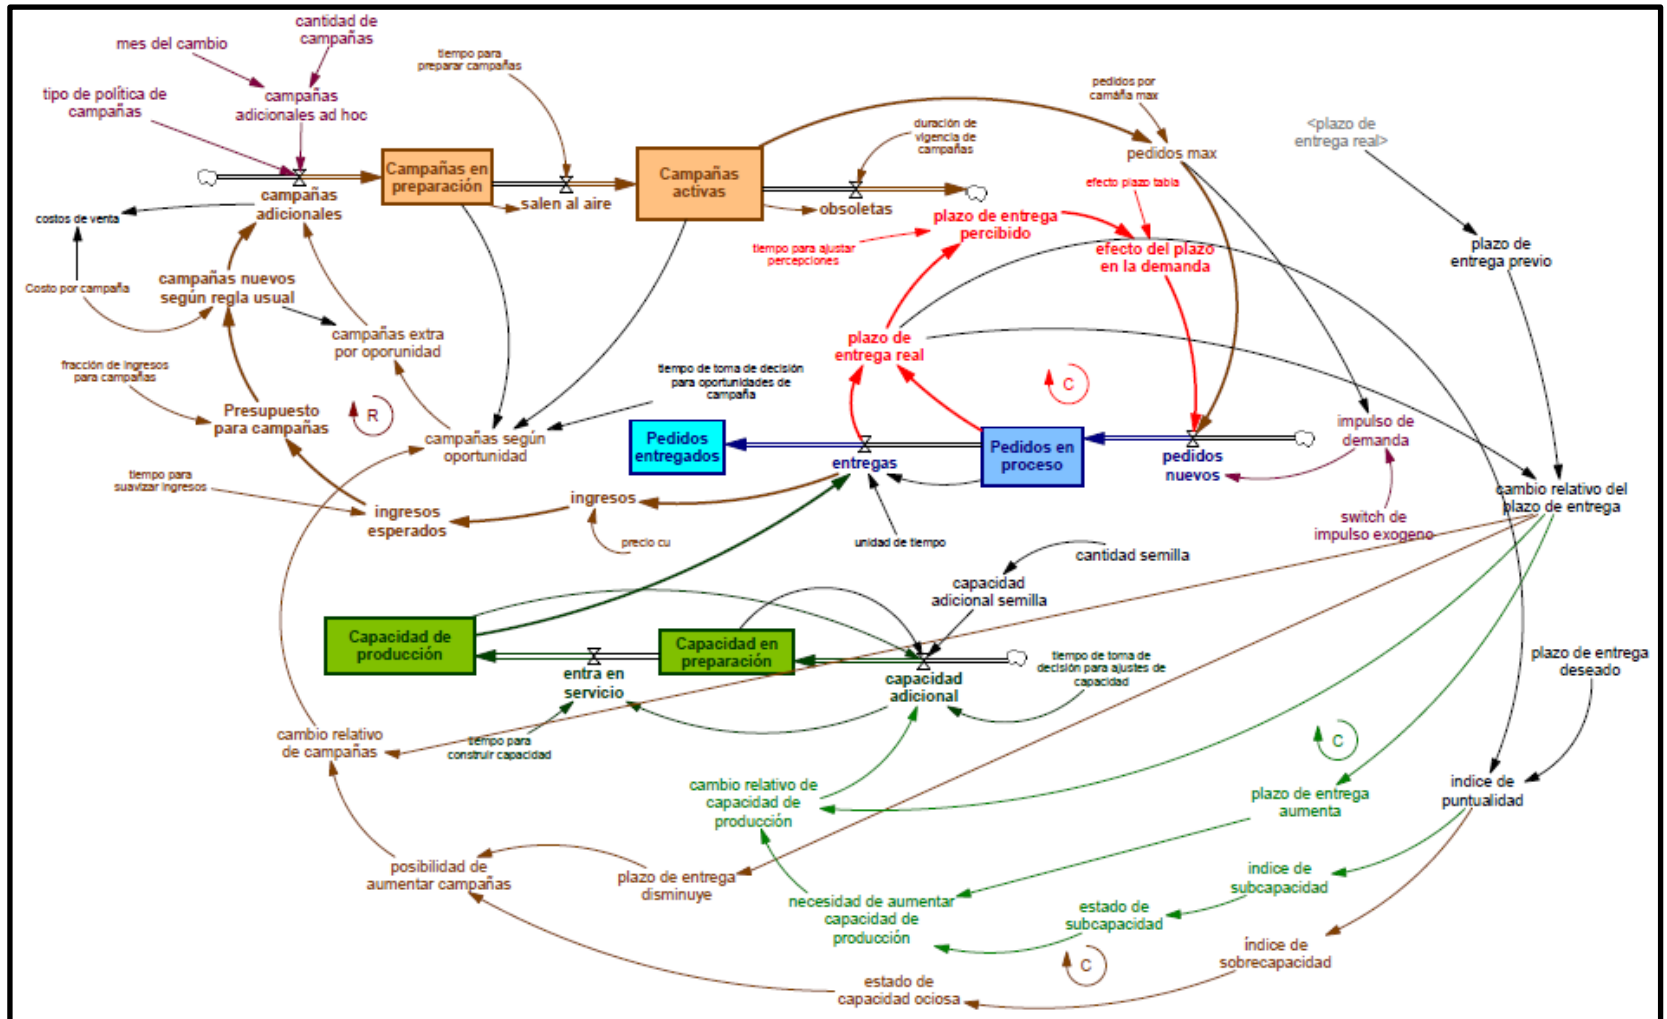 cantidad de
campañas
mes del cambio
tiempo para
preparar campañas
tipo de política de
campañas
campañas
adicionales ad hoc
pedidos por
camáña max
duración de
vigencia de
campañas
<plazo de
entrega real>
pedidos max
Campañas en
preparación
Campañas
activas
efecto plazo tabla
campañas
adicionales
salen al aire
obsoletas
costos de venta
plazo de entrega
percibido
tiempo para ajustar
percepciones
efecto del plazo
en la demanda
plazo de
entrega previo
campañas nuevos
según regla usual
Costo por campaña
campañas extra
por oporunidad
plazo de
entrega real
fracción de ingresos
para campañas
tiempo de toma de decisión
para oportunidades de
campaña
C
R
Presupuesto
para campañas
campañas según
oportunidad
Pedidos
entregados
entregas
Pedidos en
proceso
pedidos
nuevos
impulso de
demanda
tiempo para
suavizar ingresos
ingresos
esperados
ingresos
precio cu
unidad de tiempo
switch de
impulso exogeno
cambio relativo del
plazo de entrega
cantidad semilla
capacidad
adicional semilla
Capacidad de
producción
Capacidad en
preparación
entra en
servicio
capacidad
adicional
tiempo de toma de
decisión para ajustes de
capacidad
plazo de entrega
deseado
cambio relativo
de campañas
tiempo para
construir capacidad
C
cambio relativo de
capacidad de
producción
plazo de entrega
aumenta
indice de
puntualidad
posibilidad de
aumentar campañas
plazo de entrega
disminuye
necesidad de aumentar
capacidad de
producción
indice de
subcapacidad
estado de
subcapacidad
C
índice de
sobrecapacidad
estado de
capacidad ociosa